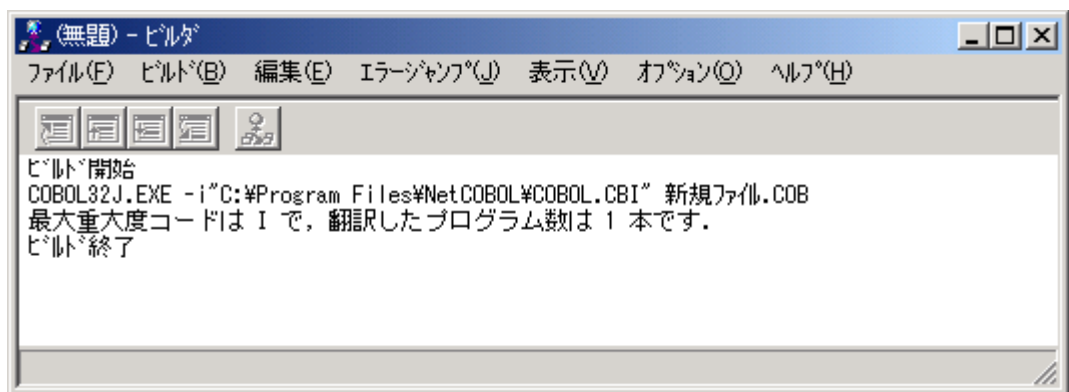 (無題) - ﾋﾞﾙﾀﾞ
ﾌｧｲﾙ(F) ﾋﾞﾙﾄﾞ(B) 編集(E) ｴﾗｰｼﾞｬﾝﾌﾟ(J) 表示(V) ｵﾌﾟｼｮﾝ(O) ﾍﾙﾌﾟ(H)
ﾋﾞﾙﾄﾞ開始
COBOL32J.EXE -i"C:¥Program Files¥NetCOBOL¥COBOL.CBI" 新規ﾌｧｲﾙ.COB
最大重大度コードは I で，翻訳したプログラム数は 1 本です．
ﾋﾞﾙﾄﾞ終了